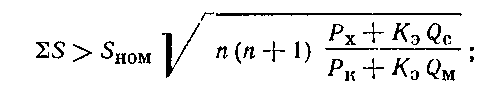 ΣS > Sном √ n (n + 1) (Pх + Kэ Qс) / (Pк + Kэ Qм) ;